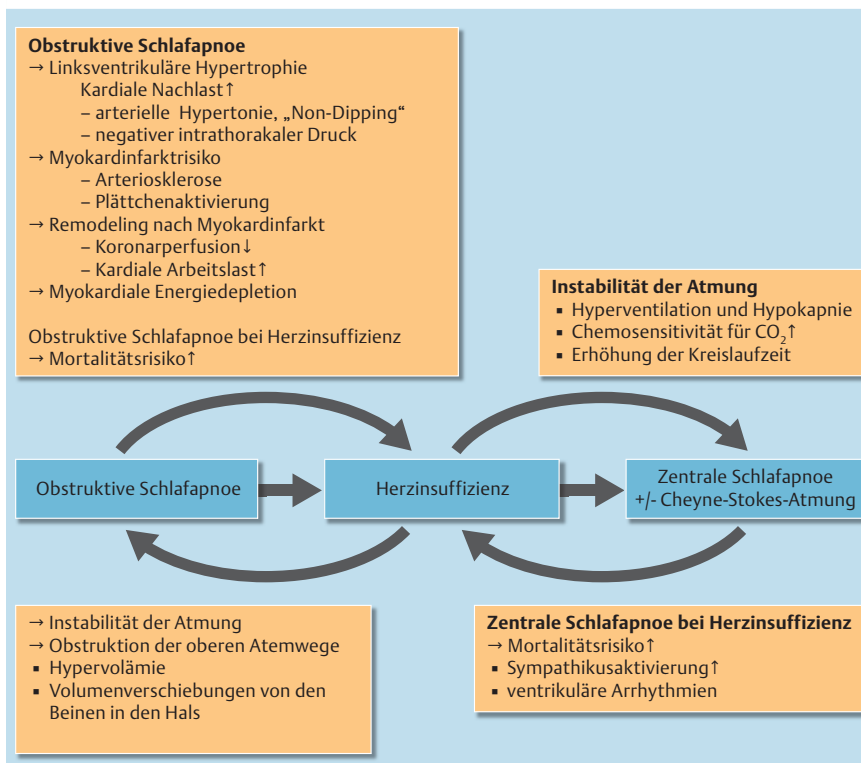 Obstruktive Schlafapnoe
→ Linksventrikuläre Hypertrophie
Kardiale Nachlast↑
– arterielle Hypertonie, „Non-Dipping“
– negativer intrathorakaler Druck
→ Myokardinfarktrisiko
– Arteriosklerose
– Plättchenaktivierung
→ Remodeling nach Myokardinfarkt
– Koronarperfusion↓
– Kardiale Arbeitslast↑
→ Myokardiale Energiedepletion
Obstruktive Schlafapnoe bei Herzinsuffizienz
→ Mortalitätsrisiko↑
Instabilität der Atmung
▪ Hyperventilation und Hypokapnie
▪ Chemosensitivität für CO₂↑
▪ Erhöhung der Kreislaufzeit
Obstruktive Schlafapnoe
Herzinsuffizienz
Zentrale Schlafapnoe
+/- Cheyne-Stokes-Atmung
→ Instabilität der Atmung
→ Obstruktion der oberen Atemwege
▪ Hypervolämie
▪ Volumenverschiebungen von den
Beinen in den Hals
Zentrale Schlafapnoe bei Herzinsuffizienz
→ Mortalitätsrisiko↑
▪ Sympathikusaktivierung↑
▪ ventrikuläre Arrhythmien